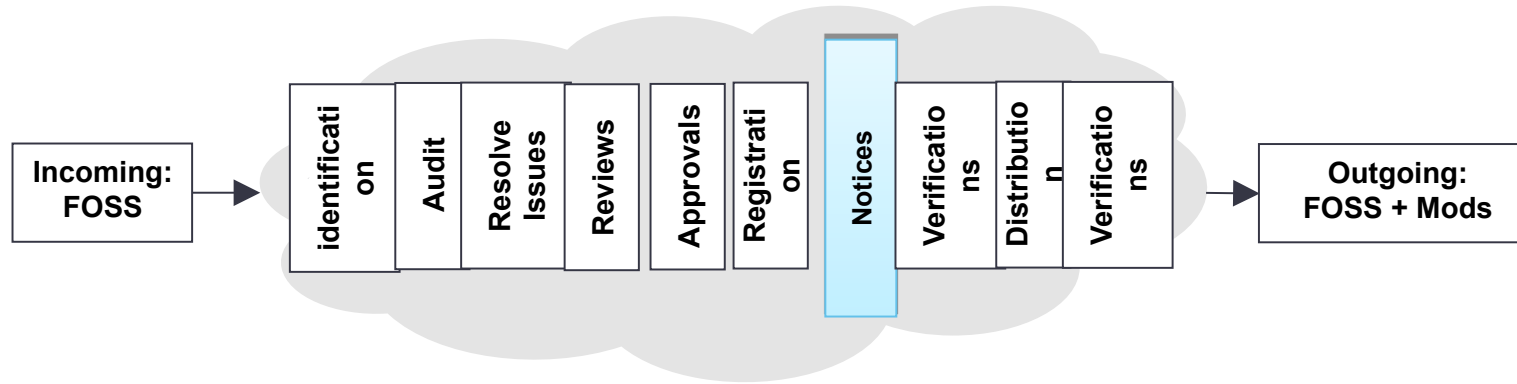 Incoming:
FOSS
identificati
on
Audit
Resolve
Issues
Reviews
Approvals
Registrati
on
Notices
Verificatio
ns
Distributio
n
Verificatio
ns
Outgoing:
FOSS + Mods